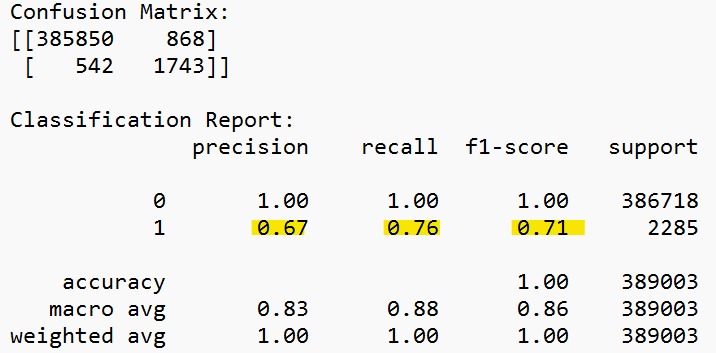 Confusion Matrix:
[[385850    868]
 [   542   1743]]
Classification Report:
precision    recall  f1-score   support
0       1.00      1.00      1.00    386718
1       0.67      0.76      0.71      2285
accuracy                           1.00    389003
macro avg       0.83      0.88      0.86    389003
weighted avg       1.00      1.00      1.00    389003